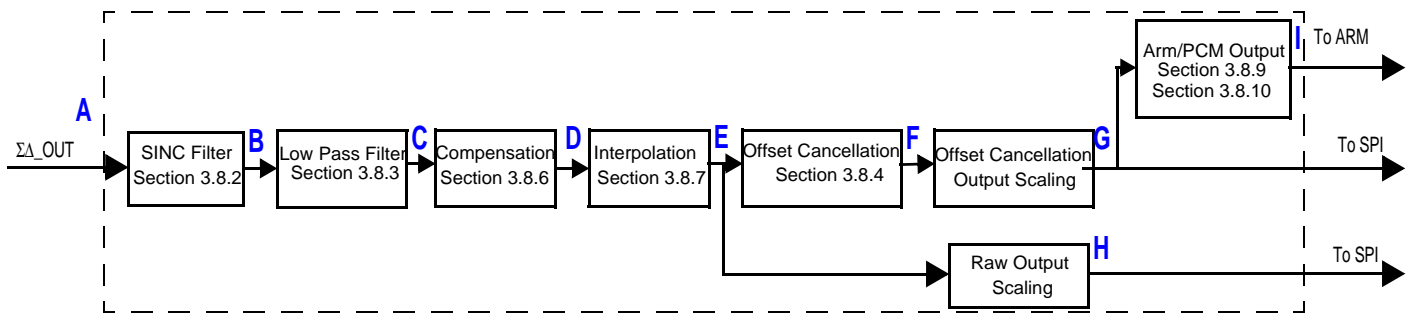 I
To ARM
Arm/PCM Output
Section 3.8.9
Section 3.8.10
A
ΣΔ_OUT
SINC Filter
Section 3.8.2
B
Low Pass Filter
Section 3.8.3
C
Compensation
Section 3.8.6
D
Interpolation
Section 3.8.7
E
Offset Cancellation
Section 3.8.4
F
Offset Cancellation
Output Scaling
G
To SPI
Raw Output
Scaling
H
To SPI